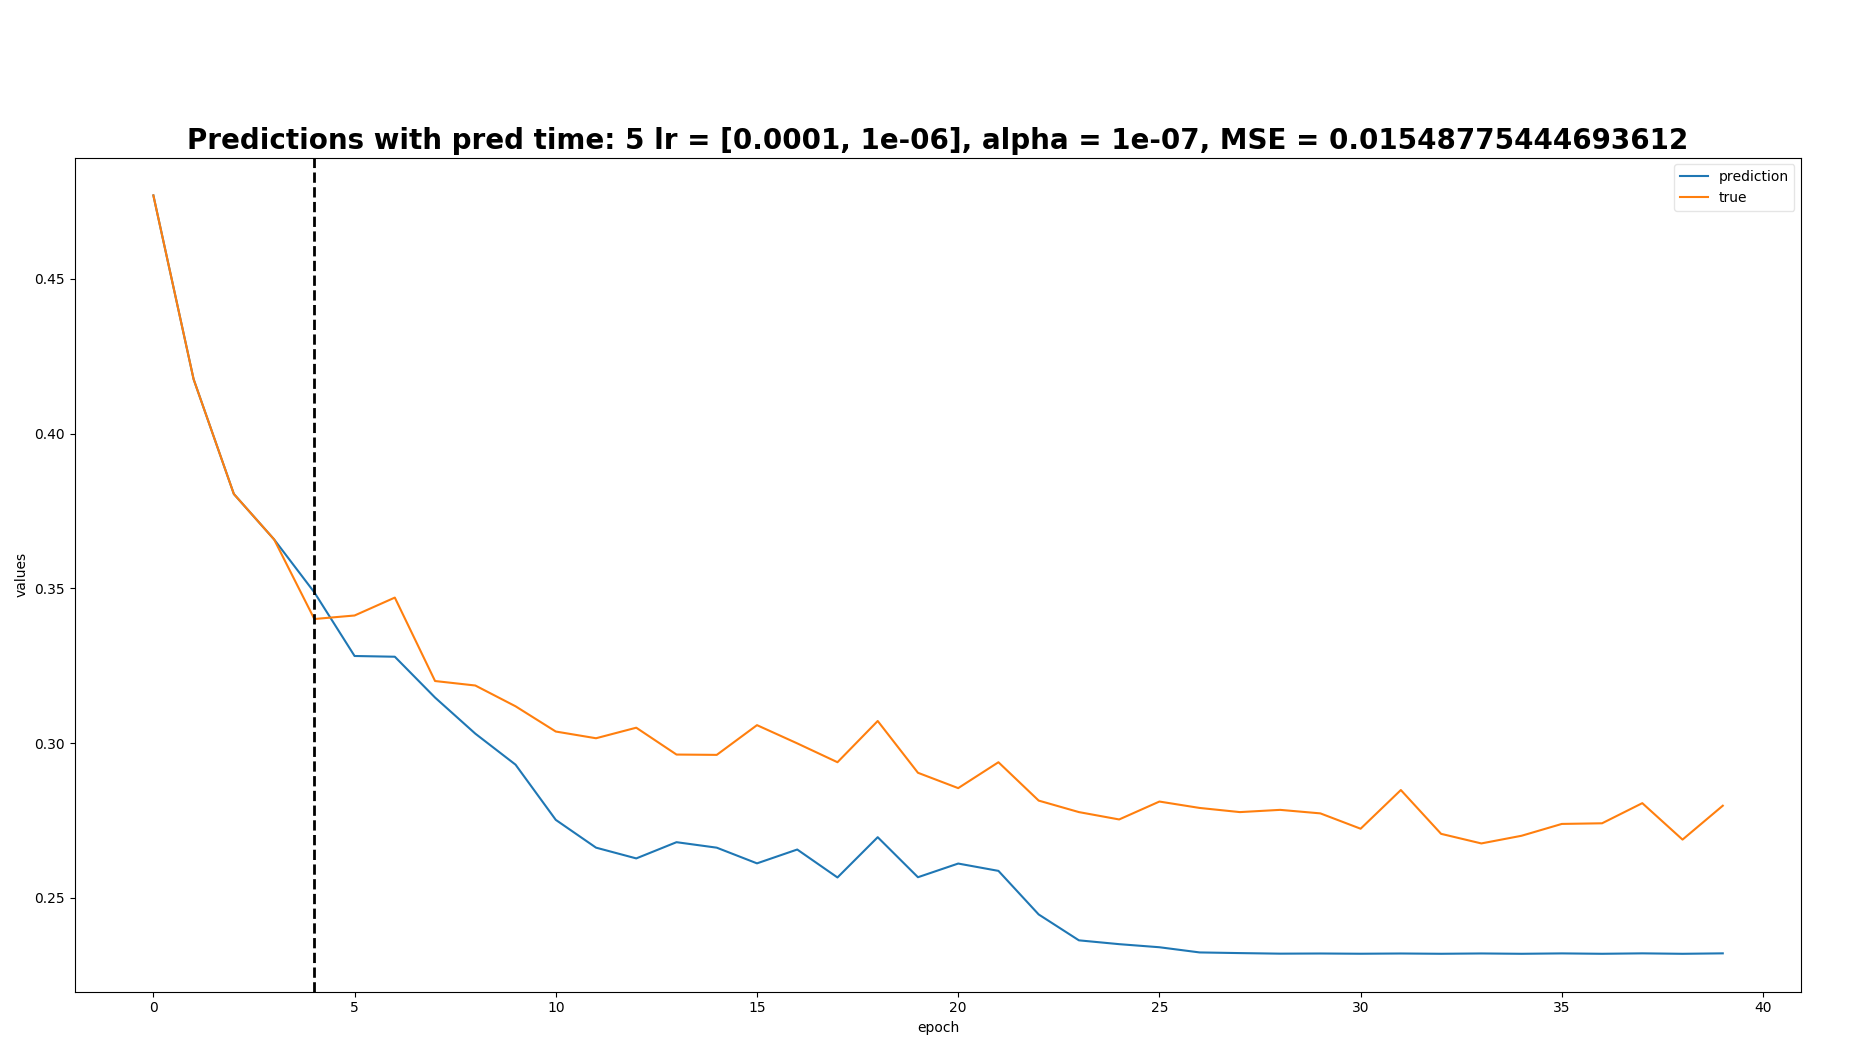 Predictions with pred time: 5 lr = [0.0001, 1e-06], alpha = 1e-07, MSE = 0.01548775444693612
prediction
true
0.45
0.40
0.35
0.30
0.25
values
0 5 10 15 20 25 30 35 40
epoch